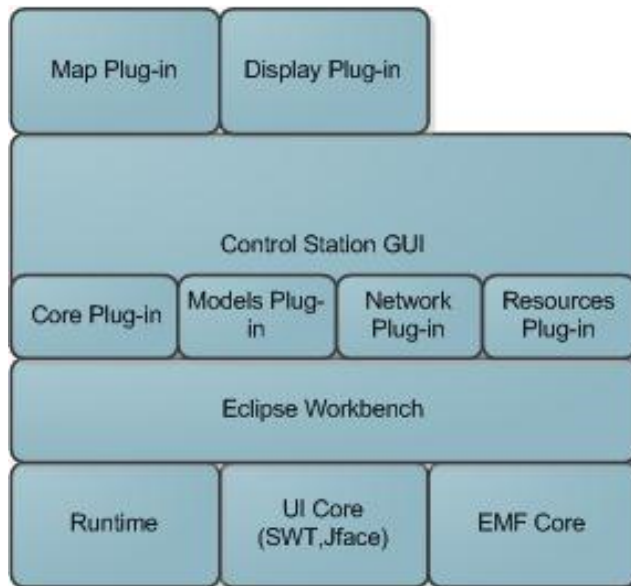 Map Plug-in
Display Plug-in
Control Station GUI
Core Plug-in
Models Plug-
in
Network
Plug-in
Resources
Plug-in
Eclipse Workbench
Runtime
UI Core
(SWT,Jface)
EMF Core